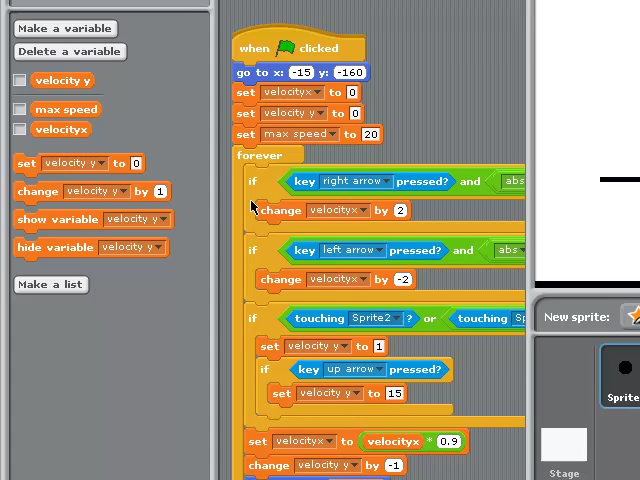 Make a variable
Delete a variable
velocity y
max speed
velocityx
set velocity y to 0
change velocity y by 1
show variable velocity y
hide variable velocity y
Make a list
when clicked
go to x: -15 y: -160
set velocityx to 0
set velocity y to 0
set max speed to 20
forever
if key right arrow pressed? and abs
change velocityx by 2
if key left arrow pressed? and abs
change velocityx by -2
if touching Sprite2 ? or touching Sp
set velocity y to 1
if key up arrow pressed?
set velocity y to 15
set velocityx to velocityx * 0.9
change velocity y by -1
New sprite:
Sprite
Stage